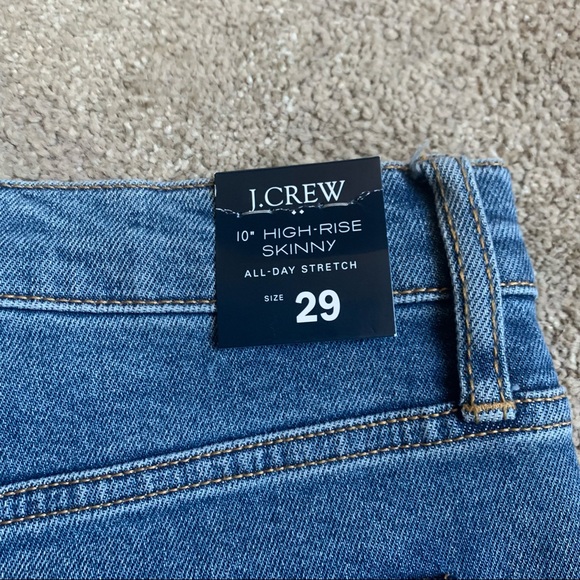 J.CREW
10" HIGH-RISE
SKINNY
ALL-DAY STRETCH
SIZE 29